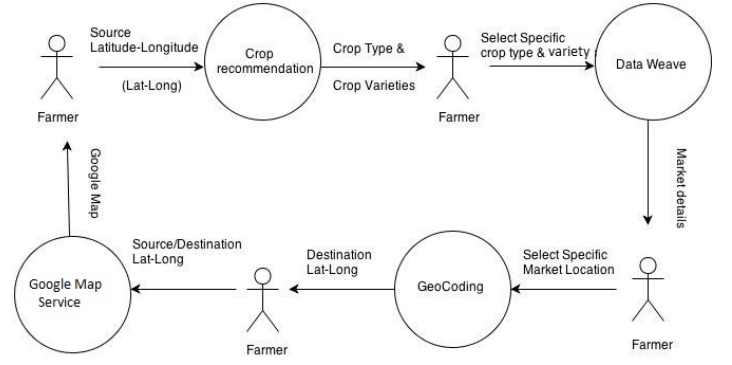 Source
Latitude-Longitude
(Lat-Long)
Farmer
Crop
recommendation
Crop Type &
Crop Varieties
Farmer
Select Specific
crop type & variety
Data Weave
Market details
Farmer
Select Specific
Market Location
GeoCoding
Destination
Lat-Long
Farmer
Source/Destination
Lat-Long
Google Map
Service
Google Map